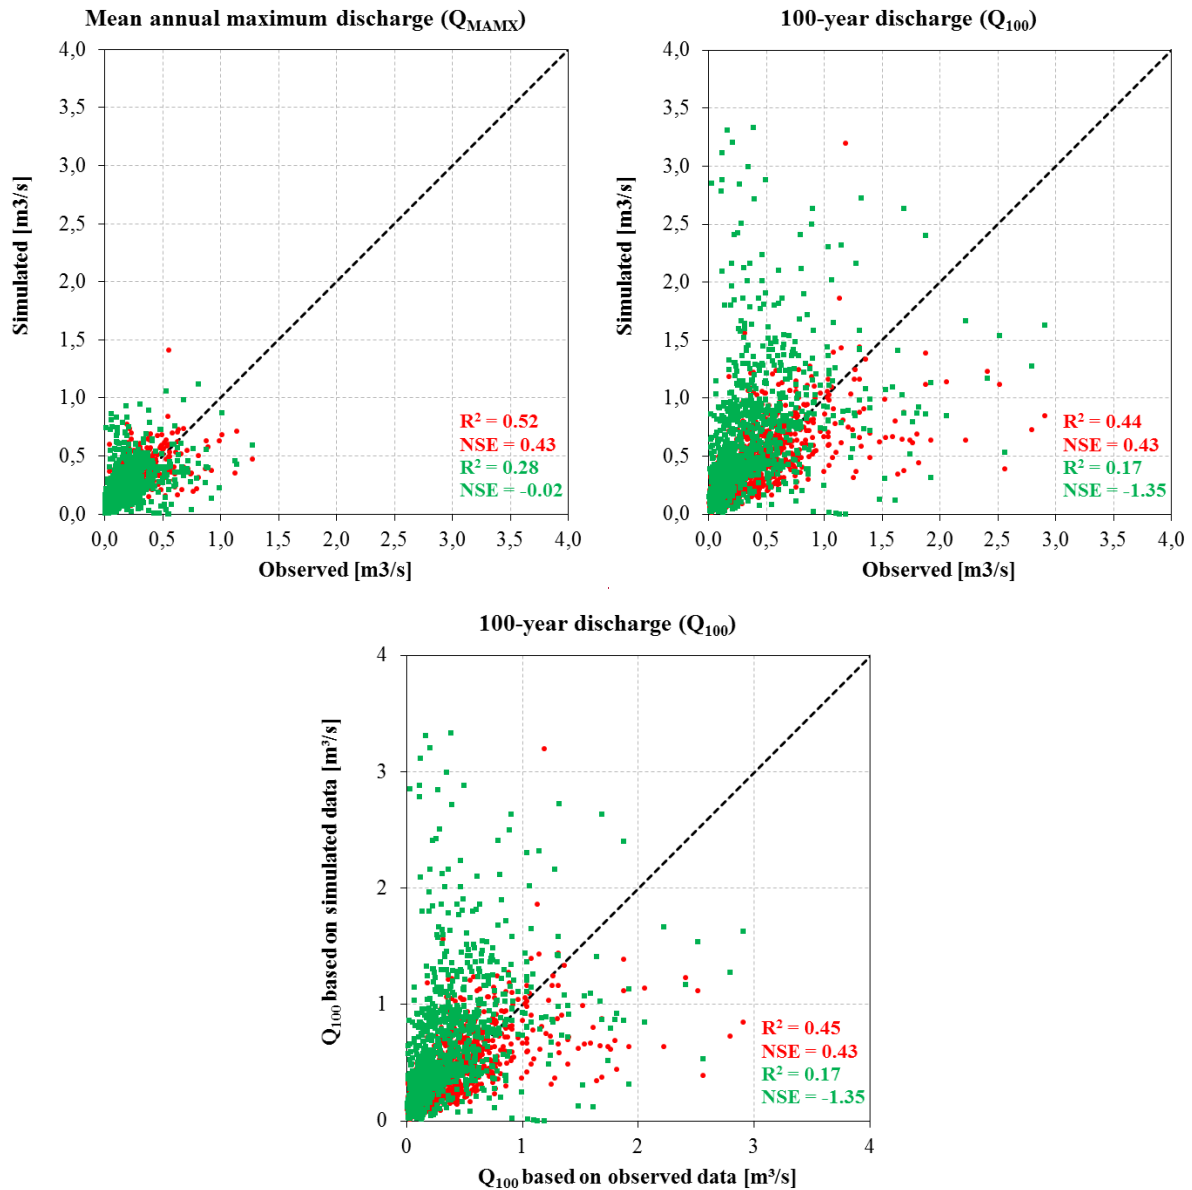 Mean annual maximum discharge (Q_MAMX)
4,0
3,5
3,0
2,5
2,0
1,5
1,0
0,5
0,0
Simulated [m3/s]
R² = 0.52
NSE = 0.43
R² = 0.28
NSE = -0.02
0,0 0,5 1,0 1,5 2,0 2,5 3,0 3,5 4,0
Observed [m3/s]
100-year discharge (Q₁₀₀)
4,0
3,5
3,0
2,5
2,0
1,5
1,0
0,5
0,0
Simulated [m3/s]
R² = 0.44
NSE = 0.43
R² = 0.17
NSE = -1.35
0,0 0,5 1,0 1,5 2,0 2,5 3,0 3,5 4,0
Observed [m3/s]
100-year discharge (Q₁₀₀)
4
3
2
1
0
Q₁₀₀ based on simulated data [m³/s]
R² = 0.45
NSE = 0.43
R² = 0.17
NSE = -1.35
0 1 2 3 4
Q₁₀₀ based on observed data [m³/s]